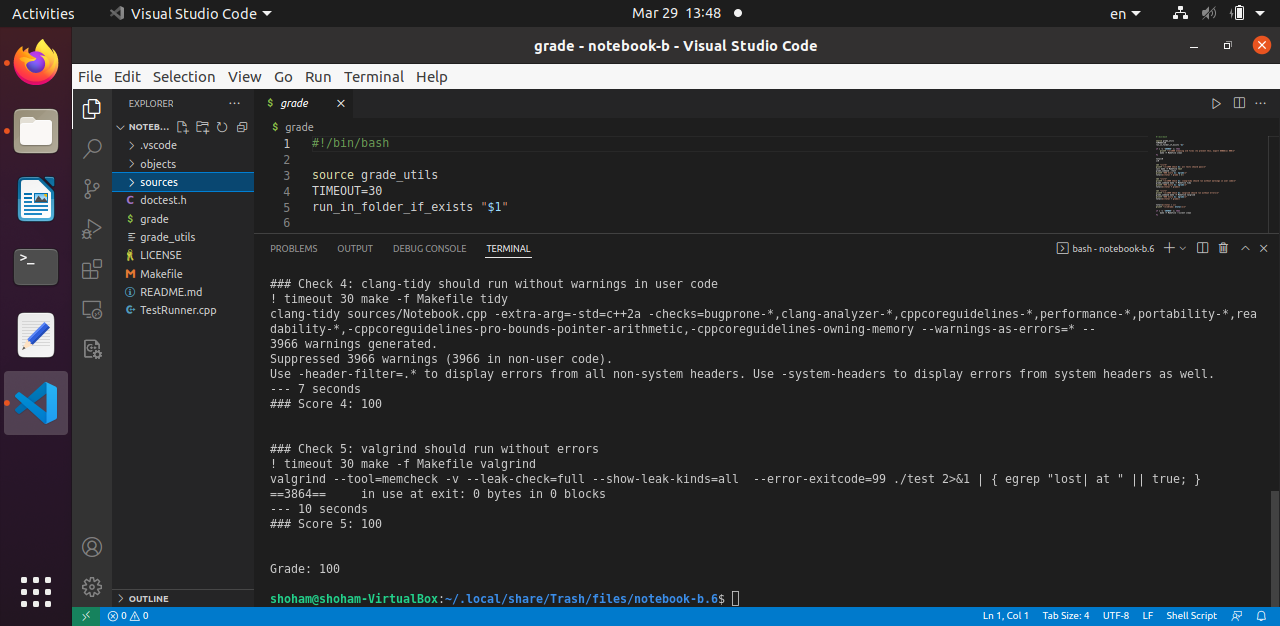 Activities
Visual Studio Code
Mar 29 13:48
en
grade - notebook-b - Visual Studio Code
File Edit Selection View Go Run Terminal Help
EXPLORER
NOTEB...
.vscode
objects
sources
doctest.h
grade
grade_utils
LICENSE
Makefile
README.md
TestRunner.cpp
OUTLINE
grade
grade
1 #!/bin/bash
2
3 source grade_utils
4 TIMEOUT=30
5 run_in_folder_if_exists "$1"
6
PROBLEMS OUTPUT DEBUG CONSOLE TERMINAL
bash - notebook-b.6
### Check 4: clang-tidy should run without warnings in user code
! timeout 30 make -f Makefile tidy
clang-tidy sources/Notebook.cpp -extra-arg=-std=c++2a -checks=bugprone-*,clang-analyzer-*,cppcoreguidelines-*,performance-*,portability-*,rea
dability-*,-cppcoreguidelines-pro-bounds-pointer-arithmetic,-cppcoreguidelines-owning-memory --warnings-as-errors=* --
3966 warnings generated.
Suppressed 3966 warnings (3966 in non-user code).
Use -header-filter=.* to display errors from all non-system headers. Use -system-headers to display errors from system headers as well.
--- 7 seconds
### Score 4: 100
### Check 5: valgrind should run without errors
! timeout 30 make -f Makefile valgrind
valgrind --tool=memcheck -v --leak-check=full --show-leak-kinds=all  --error-exitcode=99 ./test 2>&1 | { egrep "lost| at " || true; }
==3864==     in use at exit: 0 bytes in 0 blocks
--- 10 seconds
### Score 5: 100
Grade: 100
shoham@shoham-VirtualBox:~/.local/share/Trash/files/notebook-b.6$
0 0
Ln 1, Col 1 Tab Size: 4 UTF-8 LF Shell Script